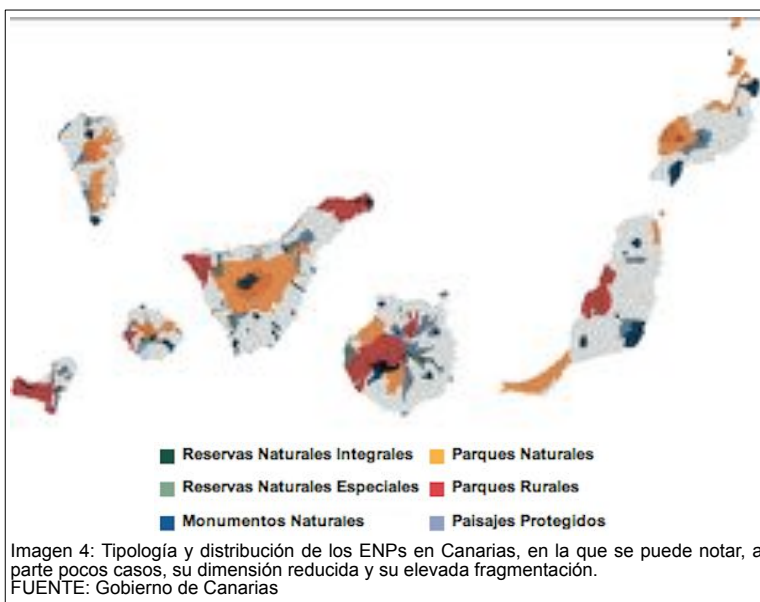 Reservas Naturales Integrales Parques Naturales
Reservas Naturales Especiales Parques Rurales
Monumentos Naturales Paisajes Protegidos
Imagen 4: Tipología y distribución de los ENPs en Canarias, en la que se puede notar, a
parte pocos casos, su dimensión reducida y su elevada fragmentación.
FUENTE: Gobierno de Canarias